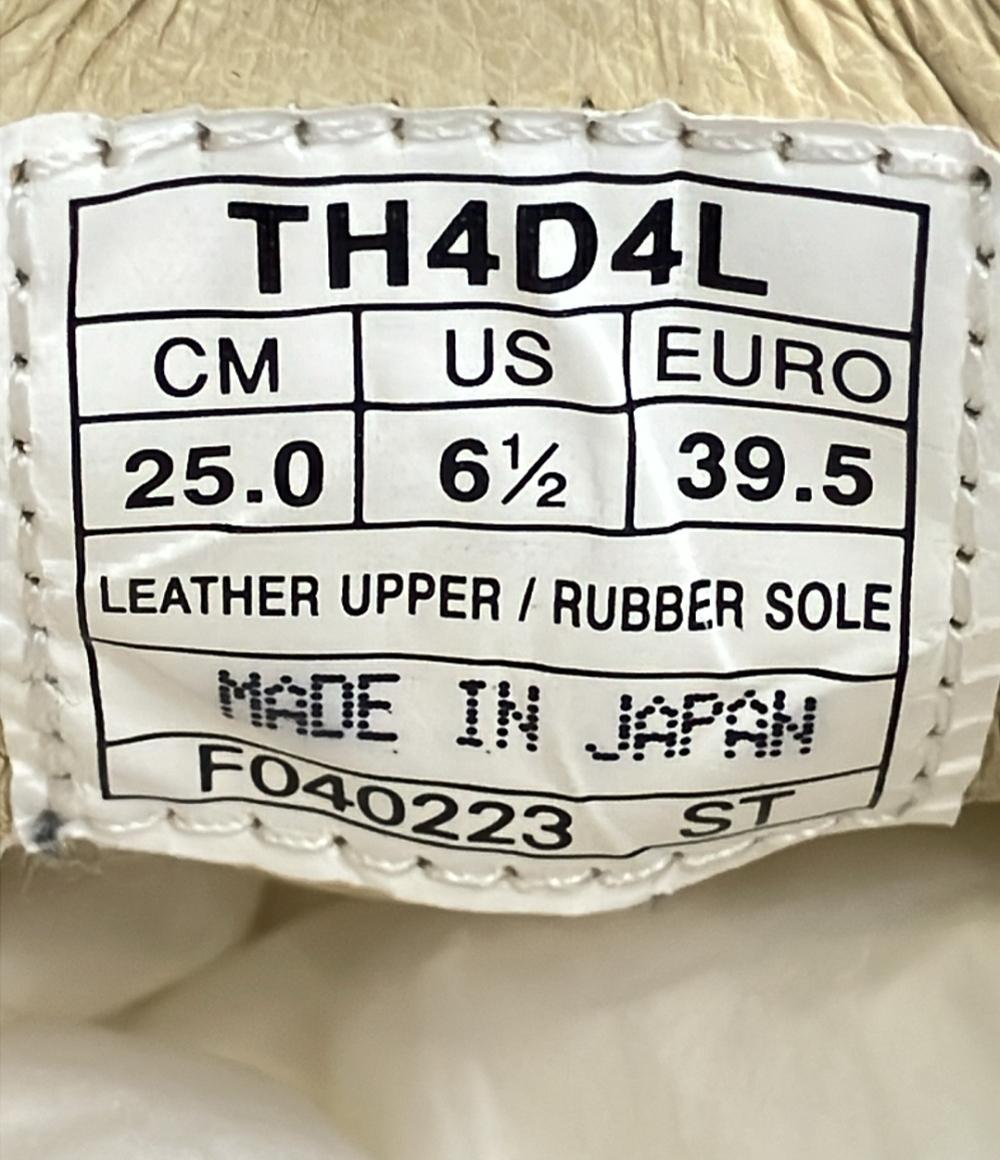 TH4D4L
CM US EURO
25.0 6½ 39.5
LEATHER UPPER / RUBBER SOLE
MADE IN JAPAN
F040223 ST